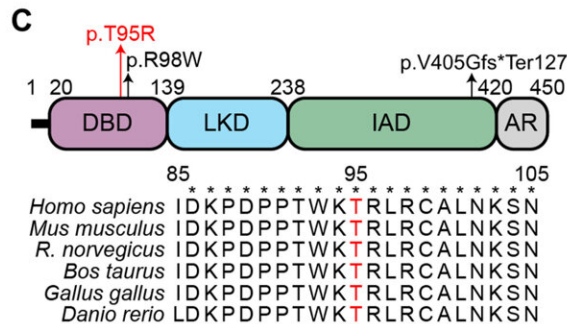 C
p.T95R
p.R98W
p.V405Gfs*Ter127
1 20 139 238 420 450
DBD LKD IAD AR
85 95 105
* * * * * * * * * * * * * * * * * * * *
Homo sapiens IDKPDPPTWKTRLRCALNKSN
Mus musculus IDKPDPPTWKTRLRCALNKSN
R. norvegicus IDKPDPPTWKTRLRCALNKSN
Bos taurus IDKPDPPTWKTRLRCALNKSN
Gallus gallus IDKPDPPTWKTRLRCALNKSN
Danio rerio LDKPDPPTWKTRLRCALNKSN